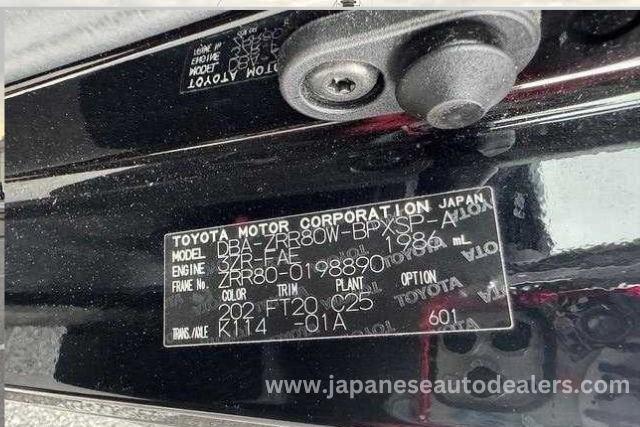 TOYOTA MOTOR CORPORATION JAPAN
MODEL DBA-ZRR80W-BPXSP-A
ENGINE 3ZR-FAE 1986 mL
FRAME No. ZRR80-0198890
COLOR TRIM PLANT OPTION
202 FT20 C25
TRANS./AXLE K114 -01A 601
www.japaneseautodealers.com